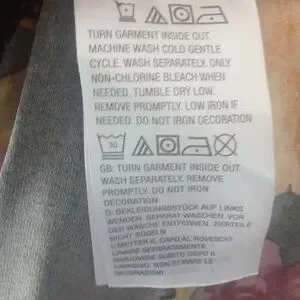 TURN GARMENT INSIDE OUT
MACHINE WASH COLD GENTLE
CYCLE. WASH SEPARATELY. ONLY
NON-CHLORINE BLEACH WHEN
NEEDED. TUMBLE DRY LOW.
REMOVE PROMPTLY. LOW IRON IF
NEEDED. DO NOT IRON DECORATION
30
GB: TURN GARMENT INSIDE OUT
WASH SEPARATELY. REMOVE
PROMPTLY. DO NOT IRON
DECORATION
D: BEKLEIDUNGSSTÜCK AUF LINKS
WENDEN. SEPARAT WASCHEN, VOR
DER WÄSCHE ENTFERNEN. ZIERTEILE
NICHT BÜGELN
I: METTER IL CAPO AL ROVESCIO
LAVARE SEPARATAMENTE.
RIMUOVERE SUBITO DOPO IL
LAVAGGIO. NON STIRARE LE
DECORAZIONI